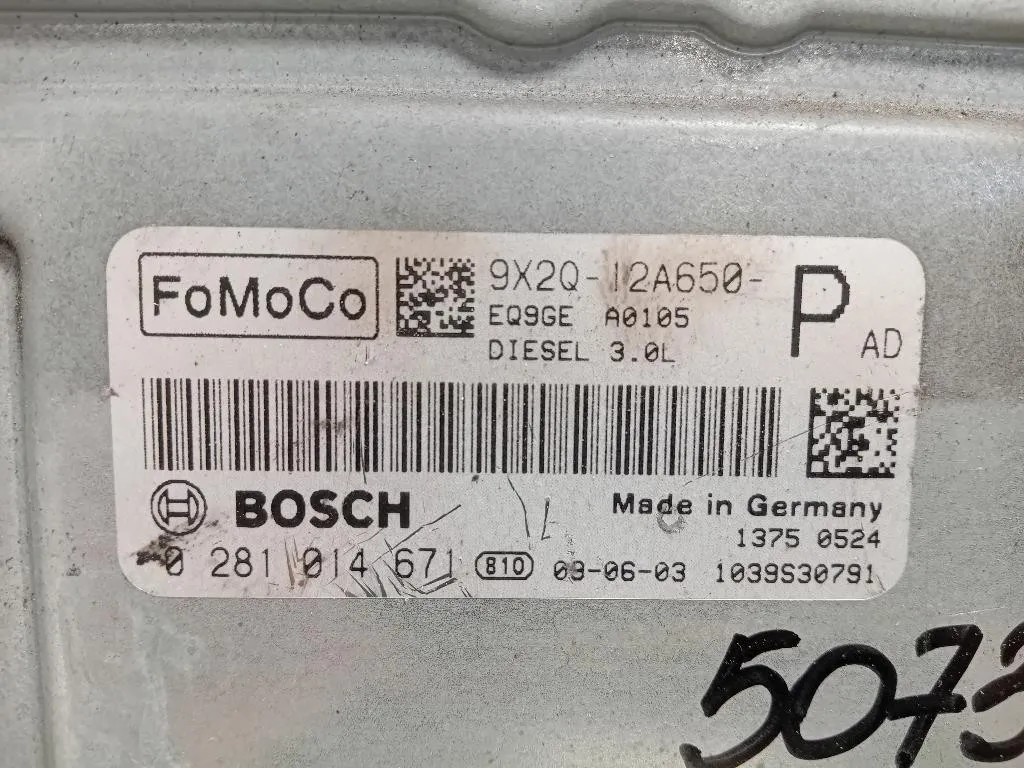 FoMoCo
9X2Q-12A650- P AD
EQ9GE A0105
DIESEL 3.0L
BOSCH
Made in Germany
1375 0524
0 281 014 671 810 09-06-03 1039S30791
5073